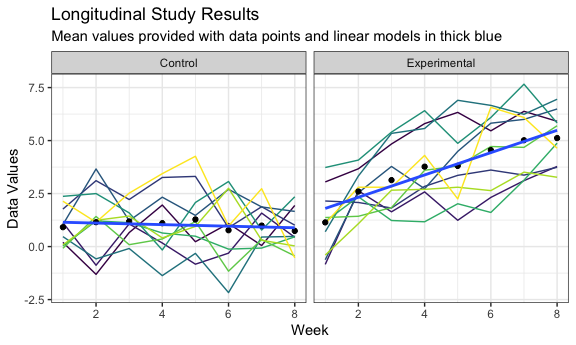 Longitudinal Study Results
Mean values provided with data points and linear models in thick blue
Control
Experimental
Data Values
7.5
5.0
2.5
0.0
-2.5
2 4 6 8
2 4 6 8
Week